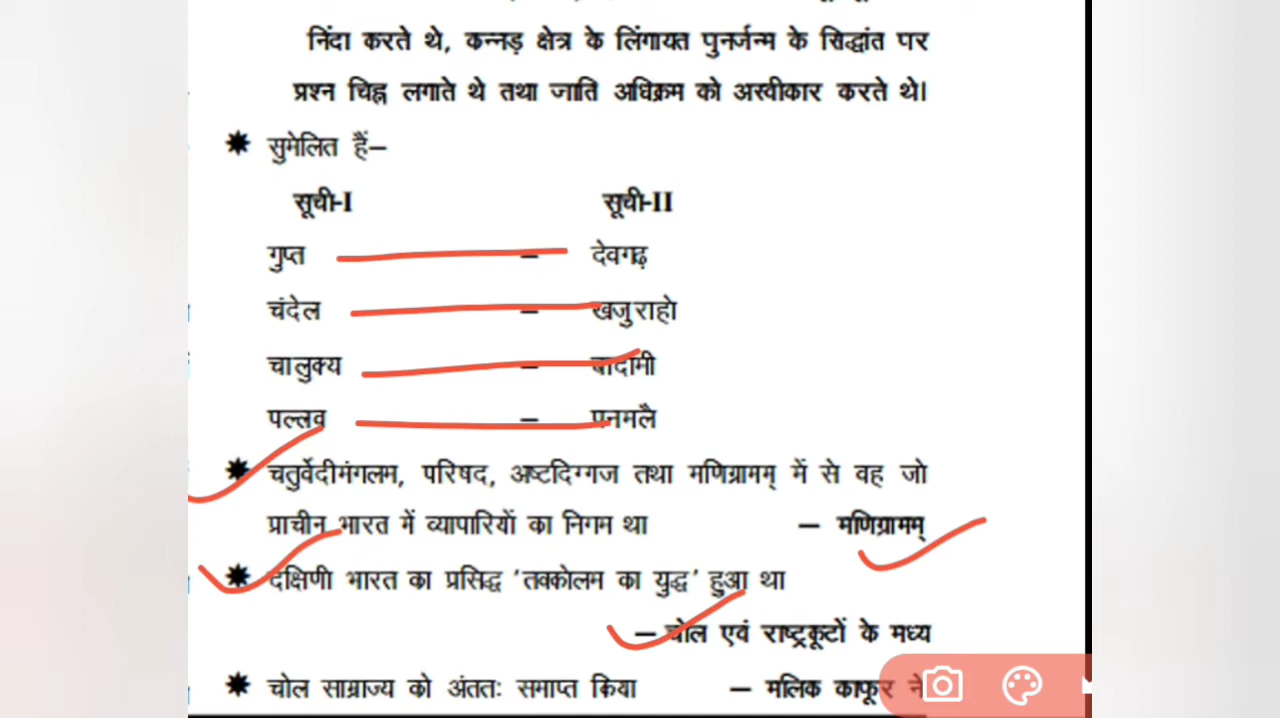 निंदा करते थे, कन्नड़ क्षेत्र के लिंगायत पुनर्जन्म के सिद्धांत पर
प्रश्न चिह्न लगाते थे तथा जाति अधिक्रम को अस्वीकार करते थे।
✷ सुमेलित हैं–
सूची-I सूची-II
गुप्त – देवगढ़
चंदेल – खजुराहो
चालुक्य – बादामी
पल्लव – पनमलै
✷ चतुर्वेदीमंगलम, परिषद, अष्टदिग्गज तथा मणिग्रामम् में से वह जो
प्राचीन भारत में व्यापारियों का निगम था – मणिग्रामम्
✷ दक्षिणी भारत का प्रसिद्ध 'तक्कोलम का युद्ध' हुआ था
– चोल एवं राष्ट्रकूटों के मध्य
✷ चोल साम्राज्य को अंततः समाप्त किया – मलिक काफूर ने